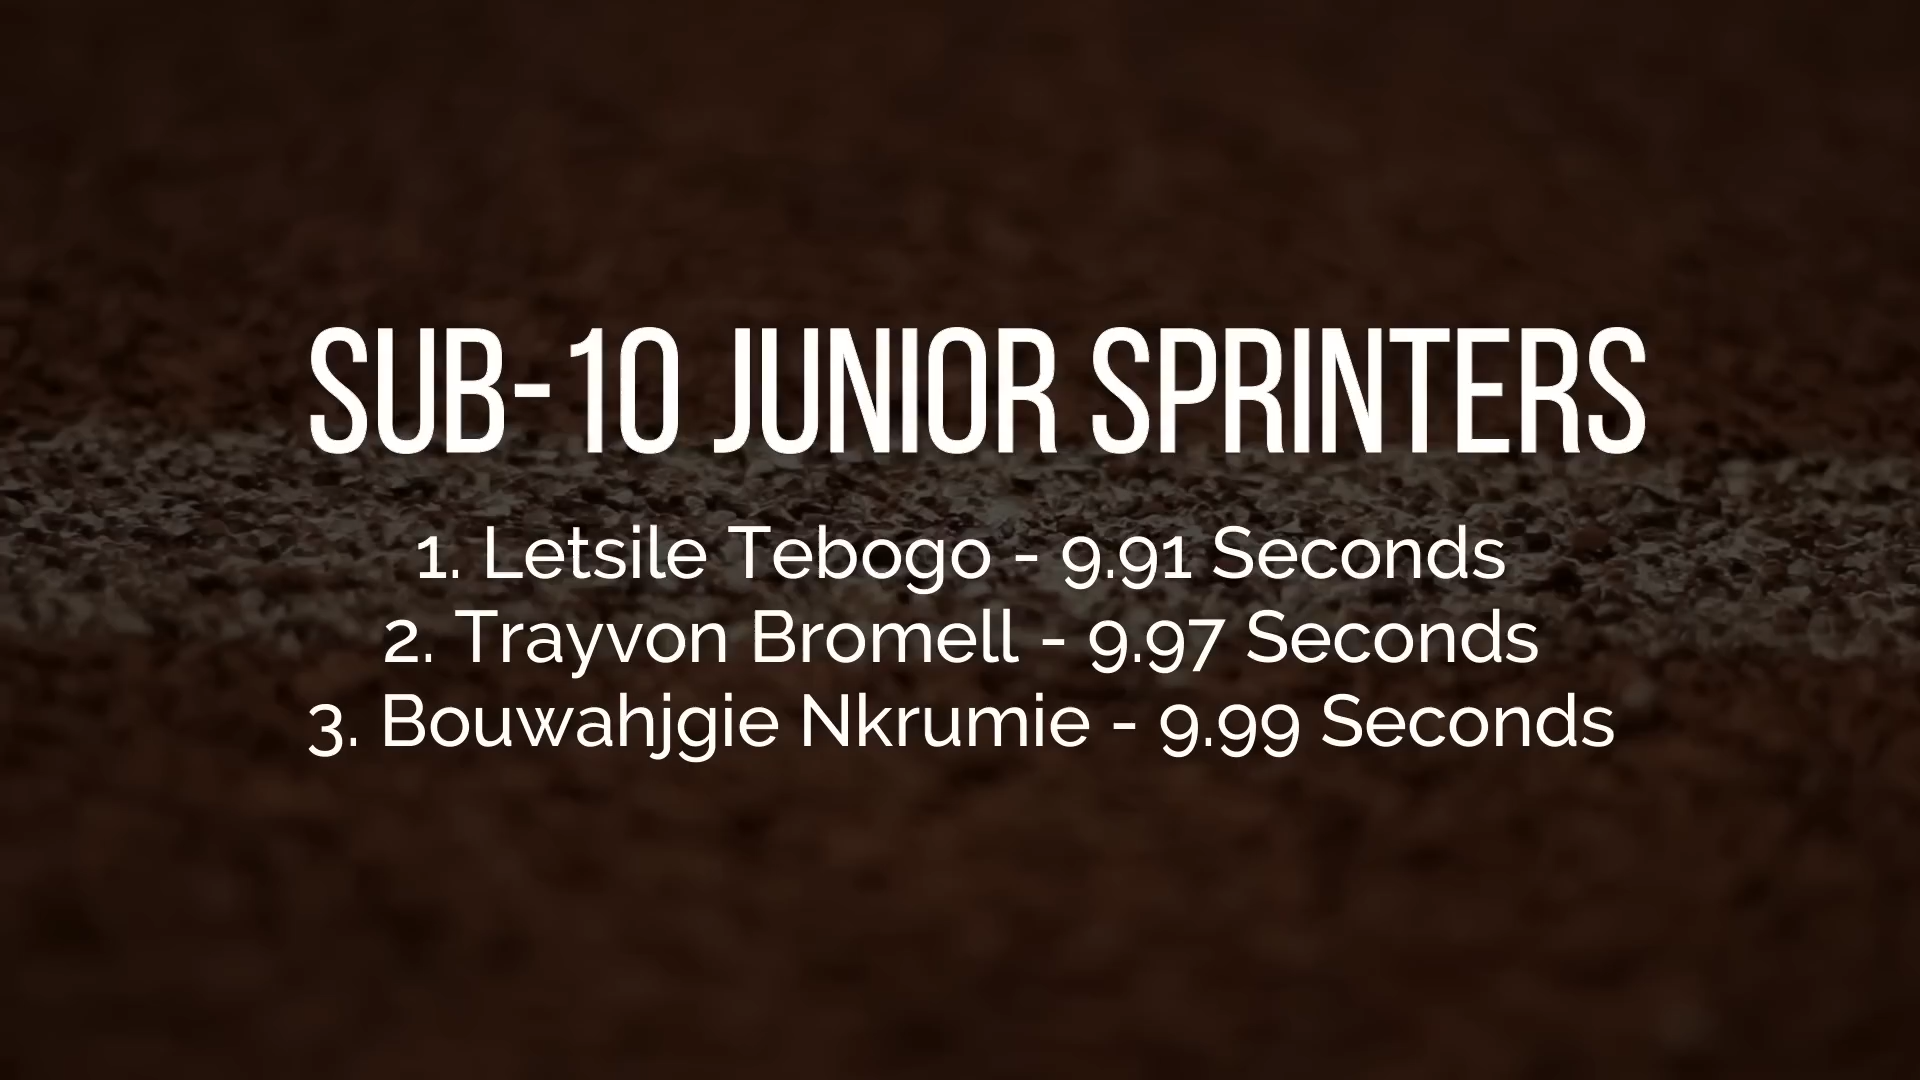 SUB-10 JUNIOR SPRINTERS
1. Letsile Tebogo - 9.91 Seconds
2. Trayvon Bromell - 9.97 Seconds
3. Bouwahjgie Nkrumie - 9.99 Seconds